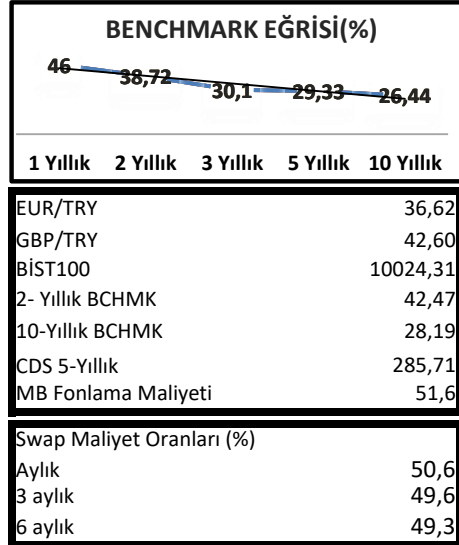 BENCHMARK EĞRİSİ(%)
46 38,72 30,1 29,33 26,44
1 Yıllık 2 Yıllık 3 Yıllık 5 Yıllık 10 Yıllık
EUR/TRY 36,62
GBP/TRY 42,60
BİST100 10024,31
2- Yıllık BCHMK 42,47
10-Yıllık BCHMK 28,19
CDS 5-Yıllık 285,71
MB Fonlama Maliyeti 51,6
Swap Maliyet Oranları (%)
Aylık 50,6
3 aylık 49,6
6 aylık 49,3